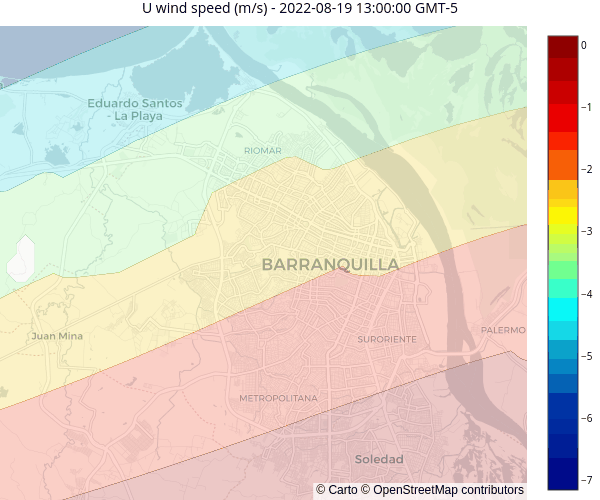 U wind speed (m/s) - 2022-08-19 13:00:00 GMT-5
0
−1
−2
−3
−4
−5
−6
−7
Eduardo Santos
- La Playa
RIOMAR
BARRANQUILLA
Juan Mina
SURORIENTE
PALERMO
METROPOLITANA
Soledad
© Carto © OpenStreetMap contributors